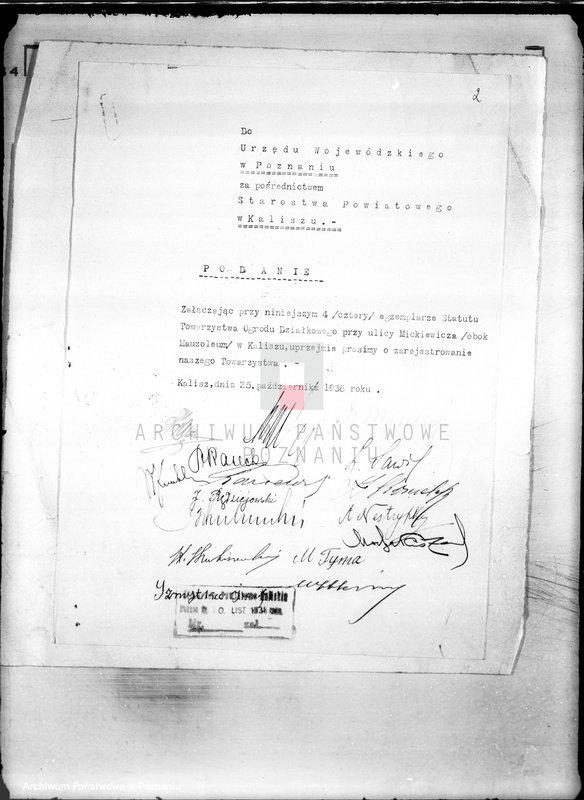 2
Do
Urzędu Wojewódzkiego
w Poznaniu
za pośrednictwem
Starostwa Powiatowego
w Kaliszu.-
PODANIE
Załączając przy niniejszym 4 /cztery/ egzemplarze Statutu
Towarzystwa Ogrodu Działkowego przy ulicy Mickiewicza /obok
Mauzoleum/ w Kaliszu,uprzejmie prosimy o zarejestrowanie
naszego Towarzystwa . -
Kalisz,dnia 25.października 1938 roku .
ARCHIWUM PAŃSTWOWE
W POZNANIU
M Tyma
LIST 1938
Archiwum Państwowe w Poznaniu